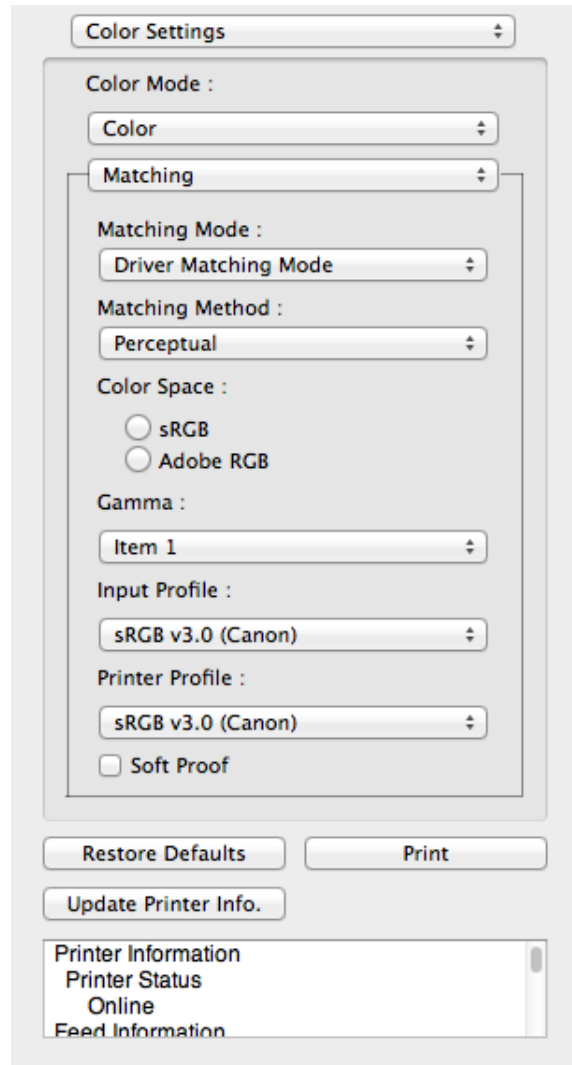 Color Settings
Color Mode :
Color
Matching
Matching Mode :
Driver Matching Mode
Matching Method :
Perceptual
Color Space :
sRGB
Adobe RGB
Gamma :
Item 1
Input Profile :
sRGB v3.0 (Canon)
Printer Profile :
sRGB v3.0 (Canon)
Soft Proof
Restore Defaults Print
Update Printer Info.
Printer Information
Printer Status
Online
Feed Information